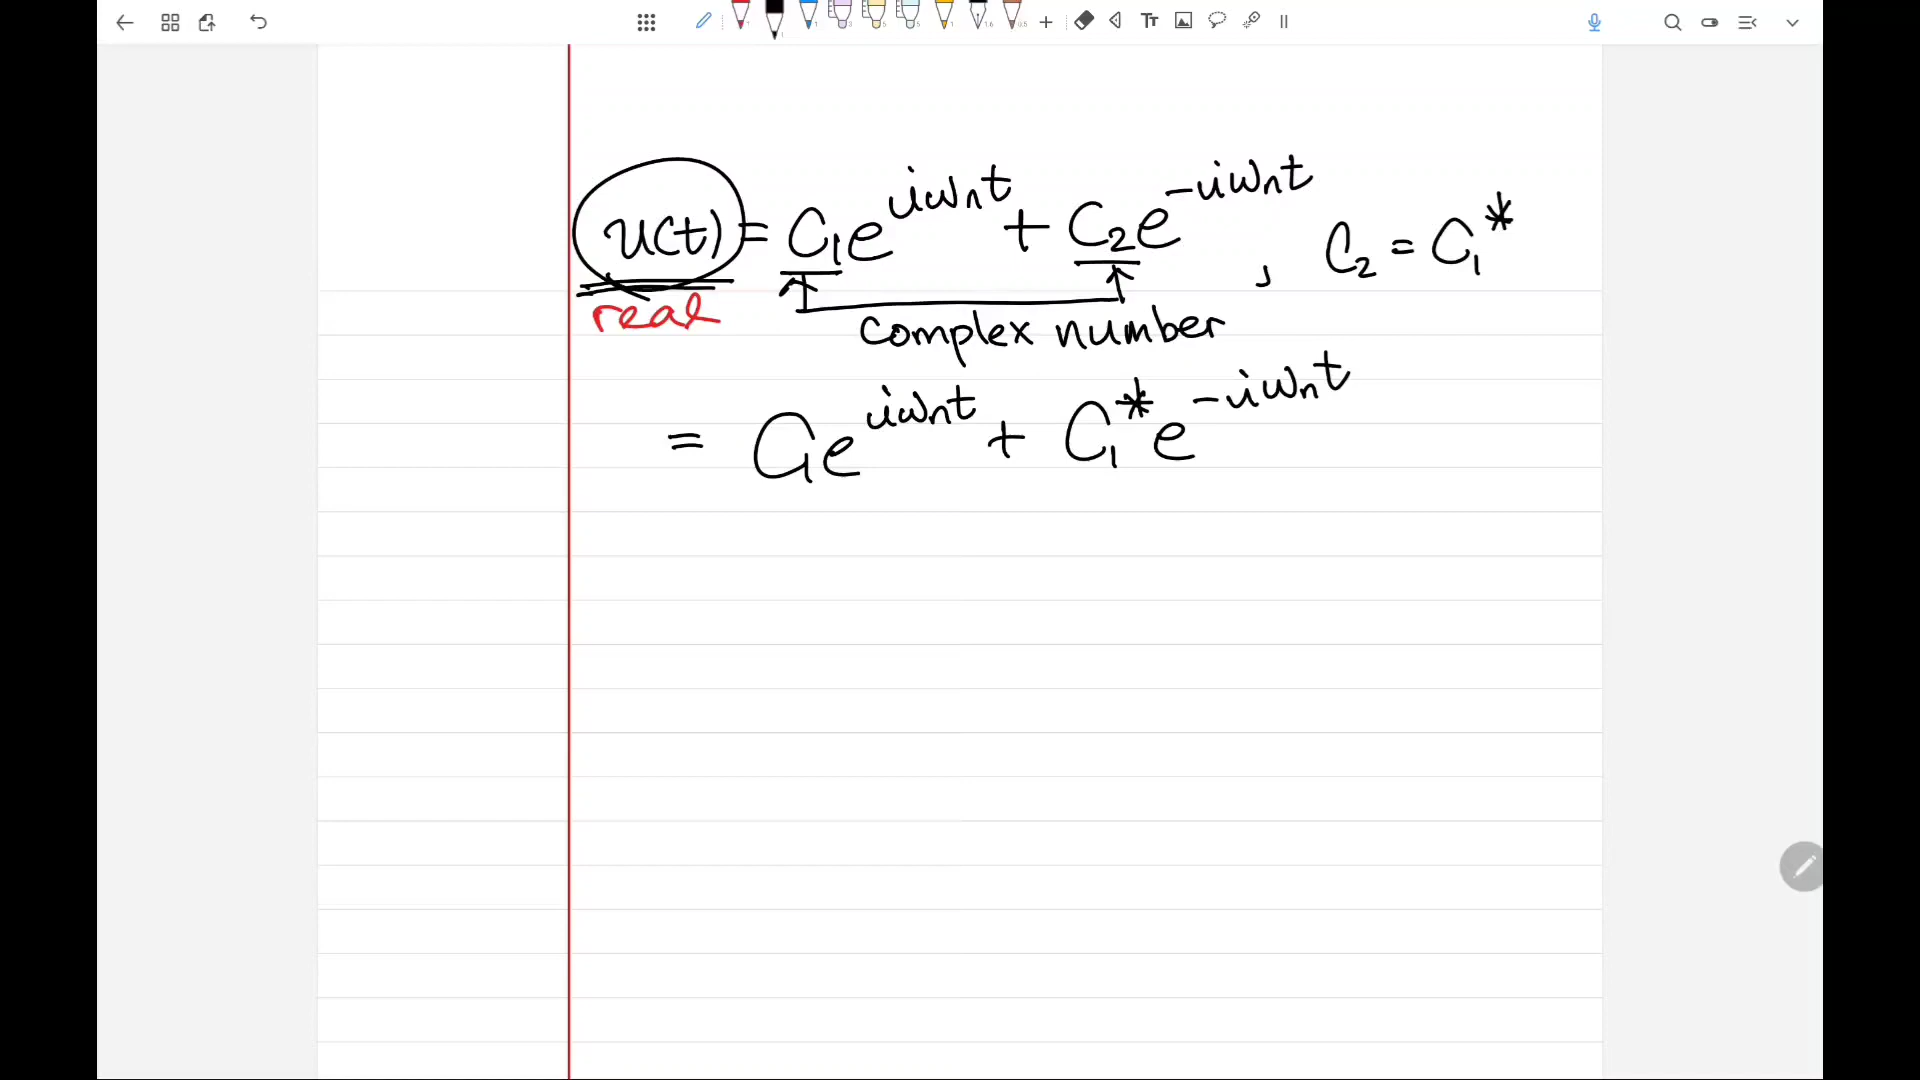 u(t) = C₁e^{iωₙt} + C₂e^{-iωₙt} , C₂ = C₁*
real
complex number
= C₁e^{iωₙt} + C₁*e^{-iωₙt}